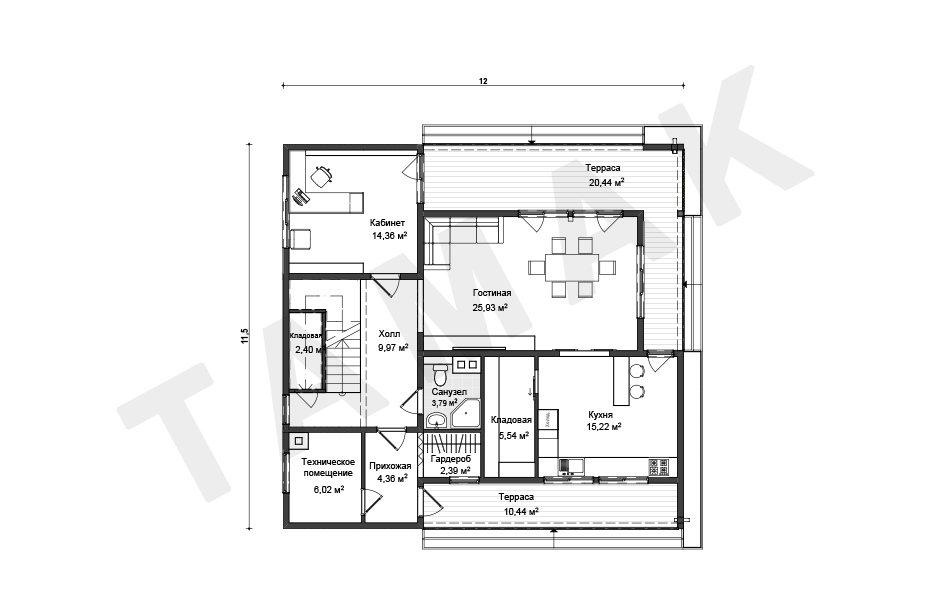 12
Терраса
20,44 м²
Кабинет
14,36 м²
11,5
Гостиная
25,93 м²
Кладовая
2,40 м
Холл
9,97 м²
Санузел
3,79 м²
Кладовая
5,54 м²
Кухня
15,22 м²
Техническое
помещение
6,02 м²
Прихожая
4,36 м²
Гардероб
2,39 м²
Терраса
10,44 м²
TAMAK